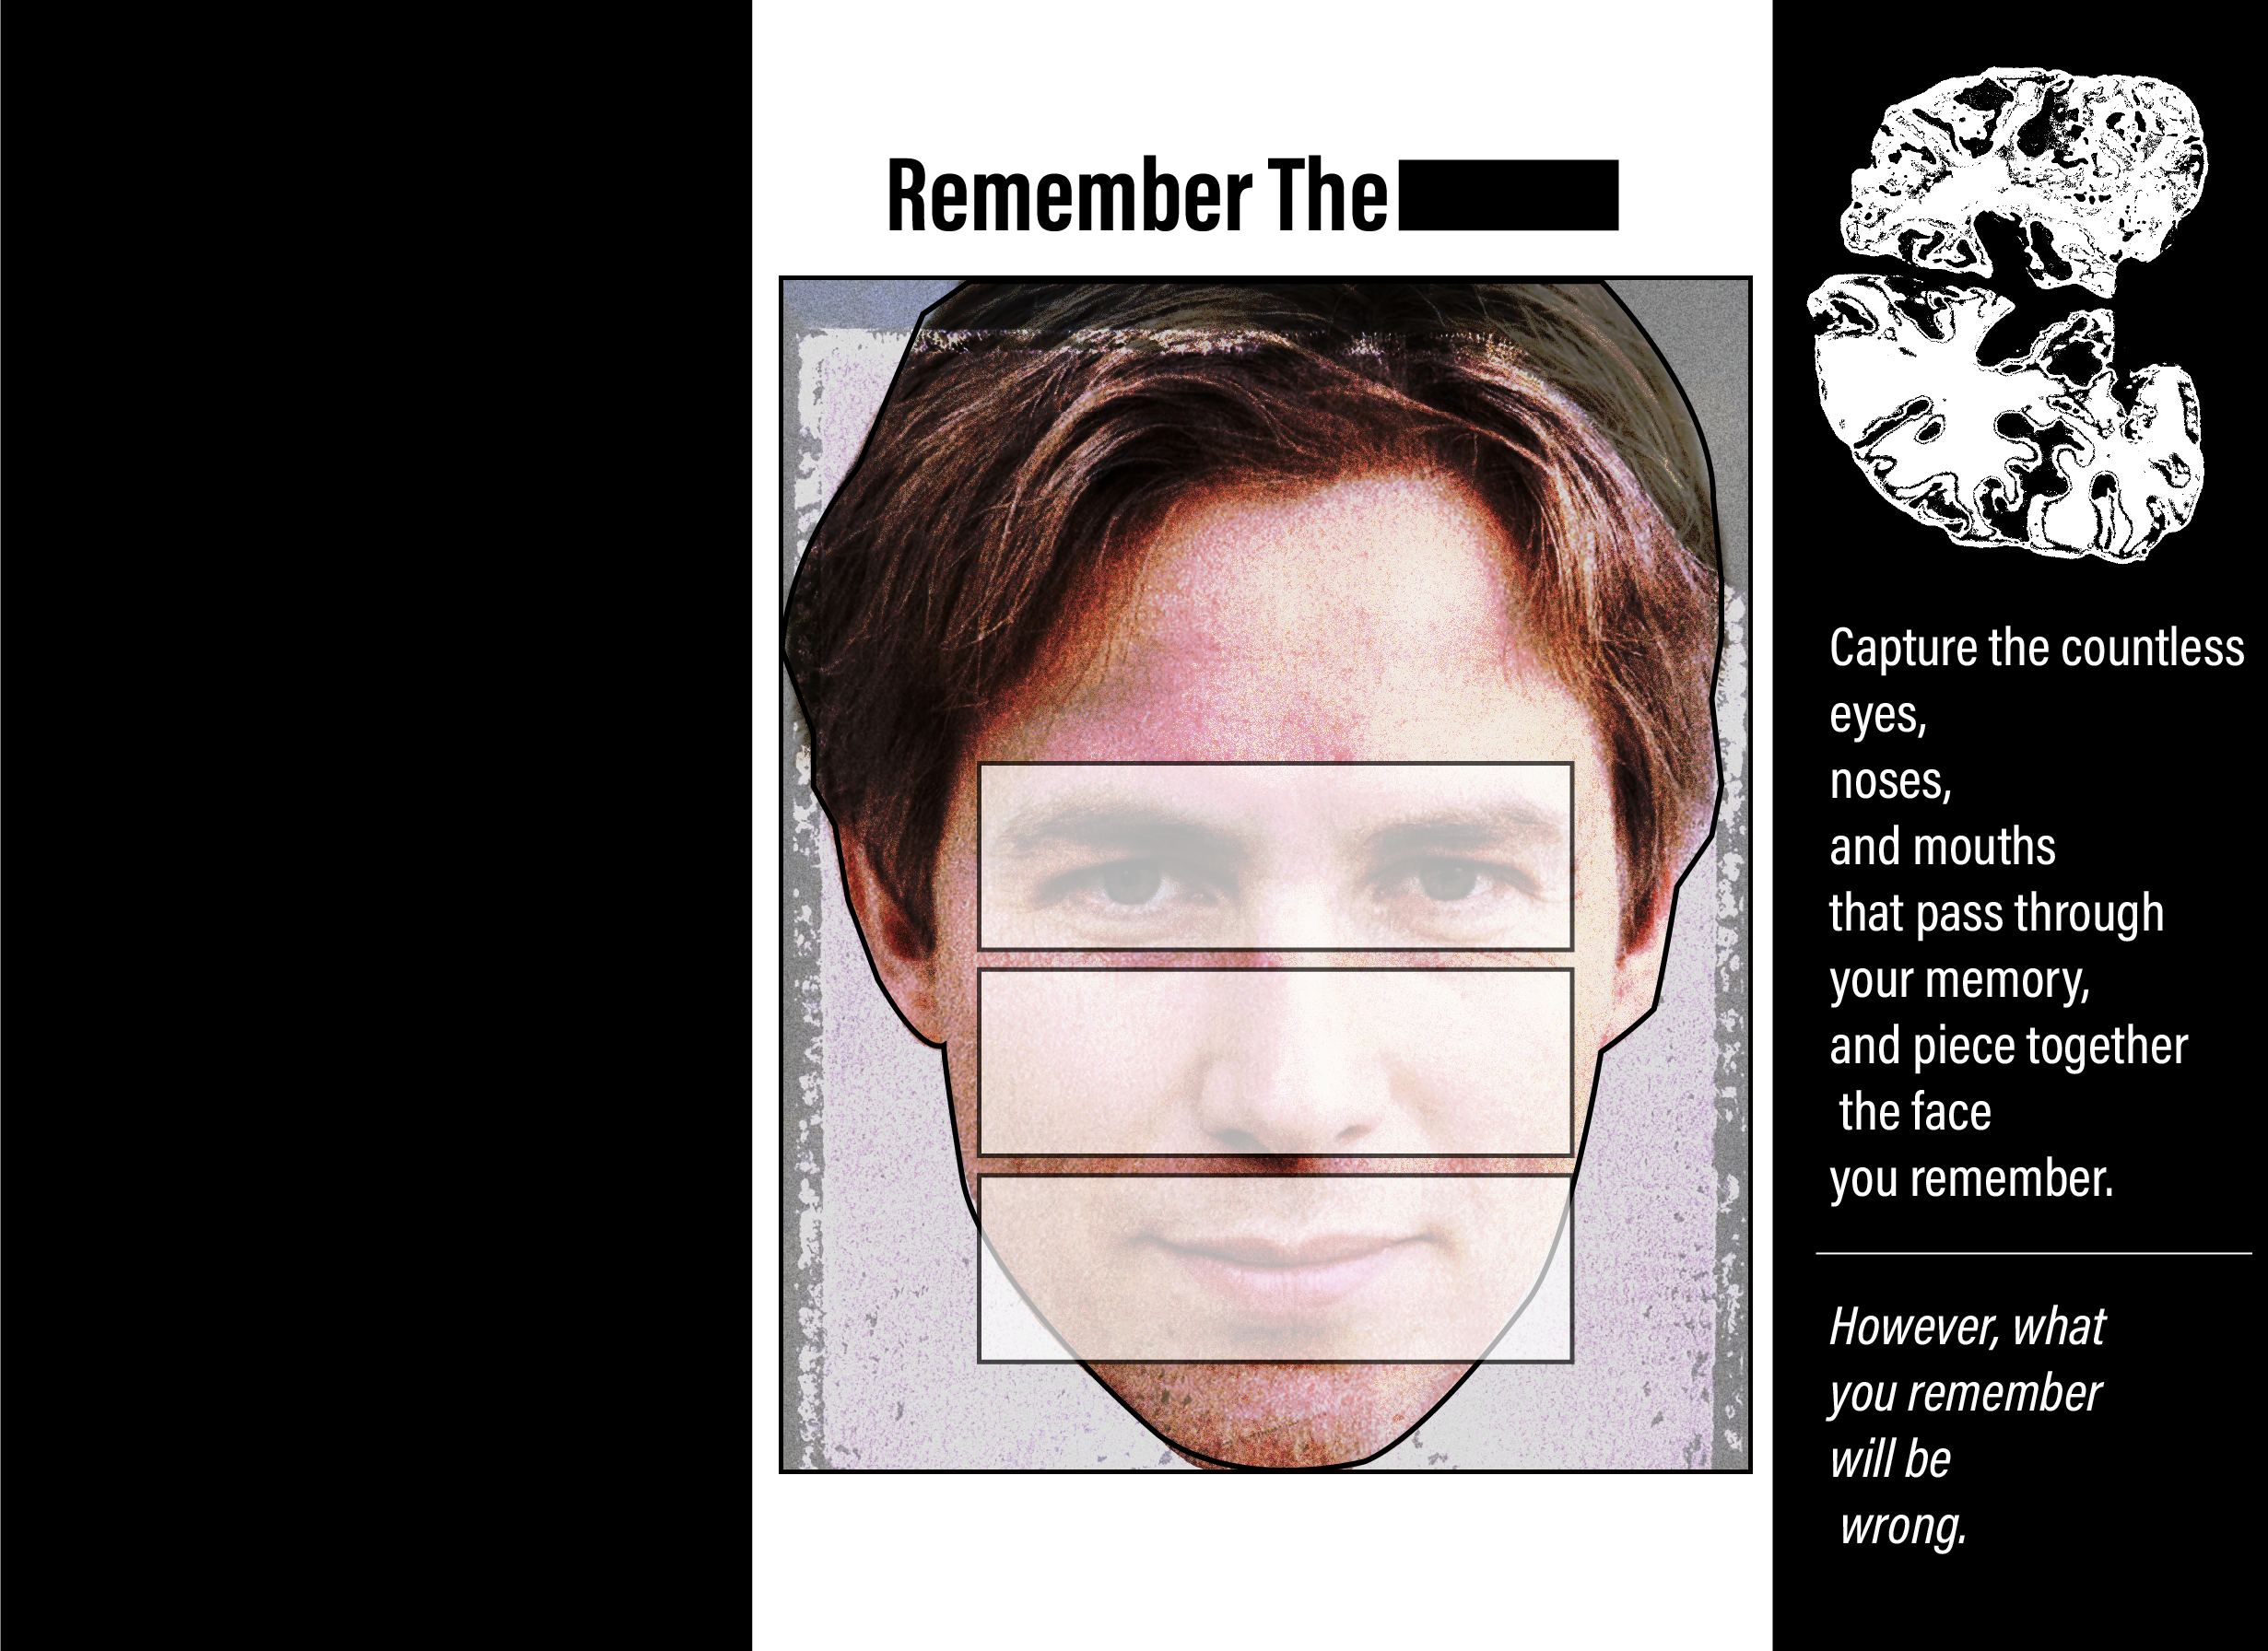 Remember The
Capture the countless
eyes,
noses,
and mouths
that pass through
your memory,
and piece together
the face
you remember.
However, what
you remember
will be
wrong.